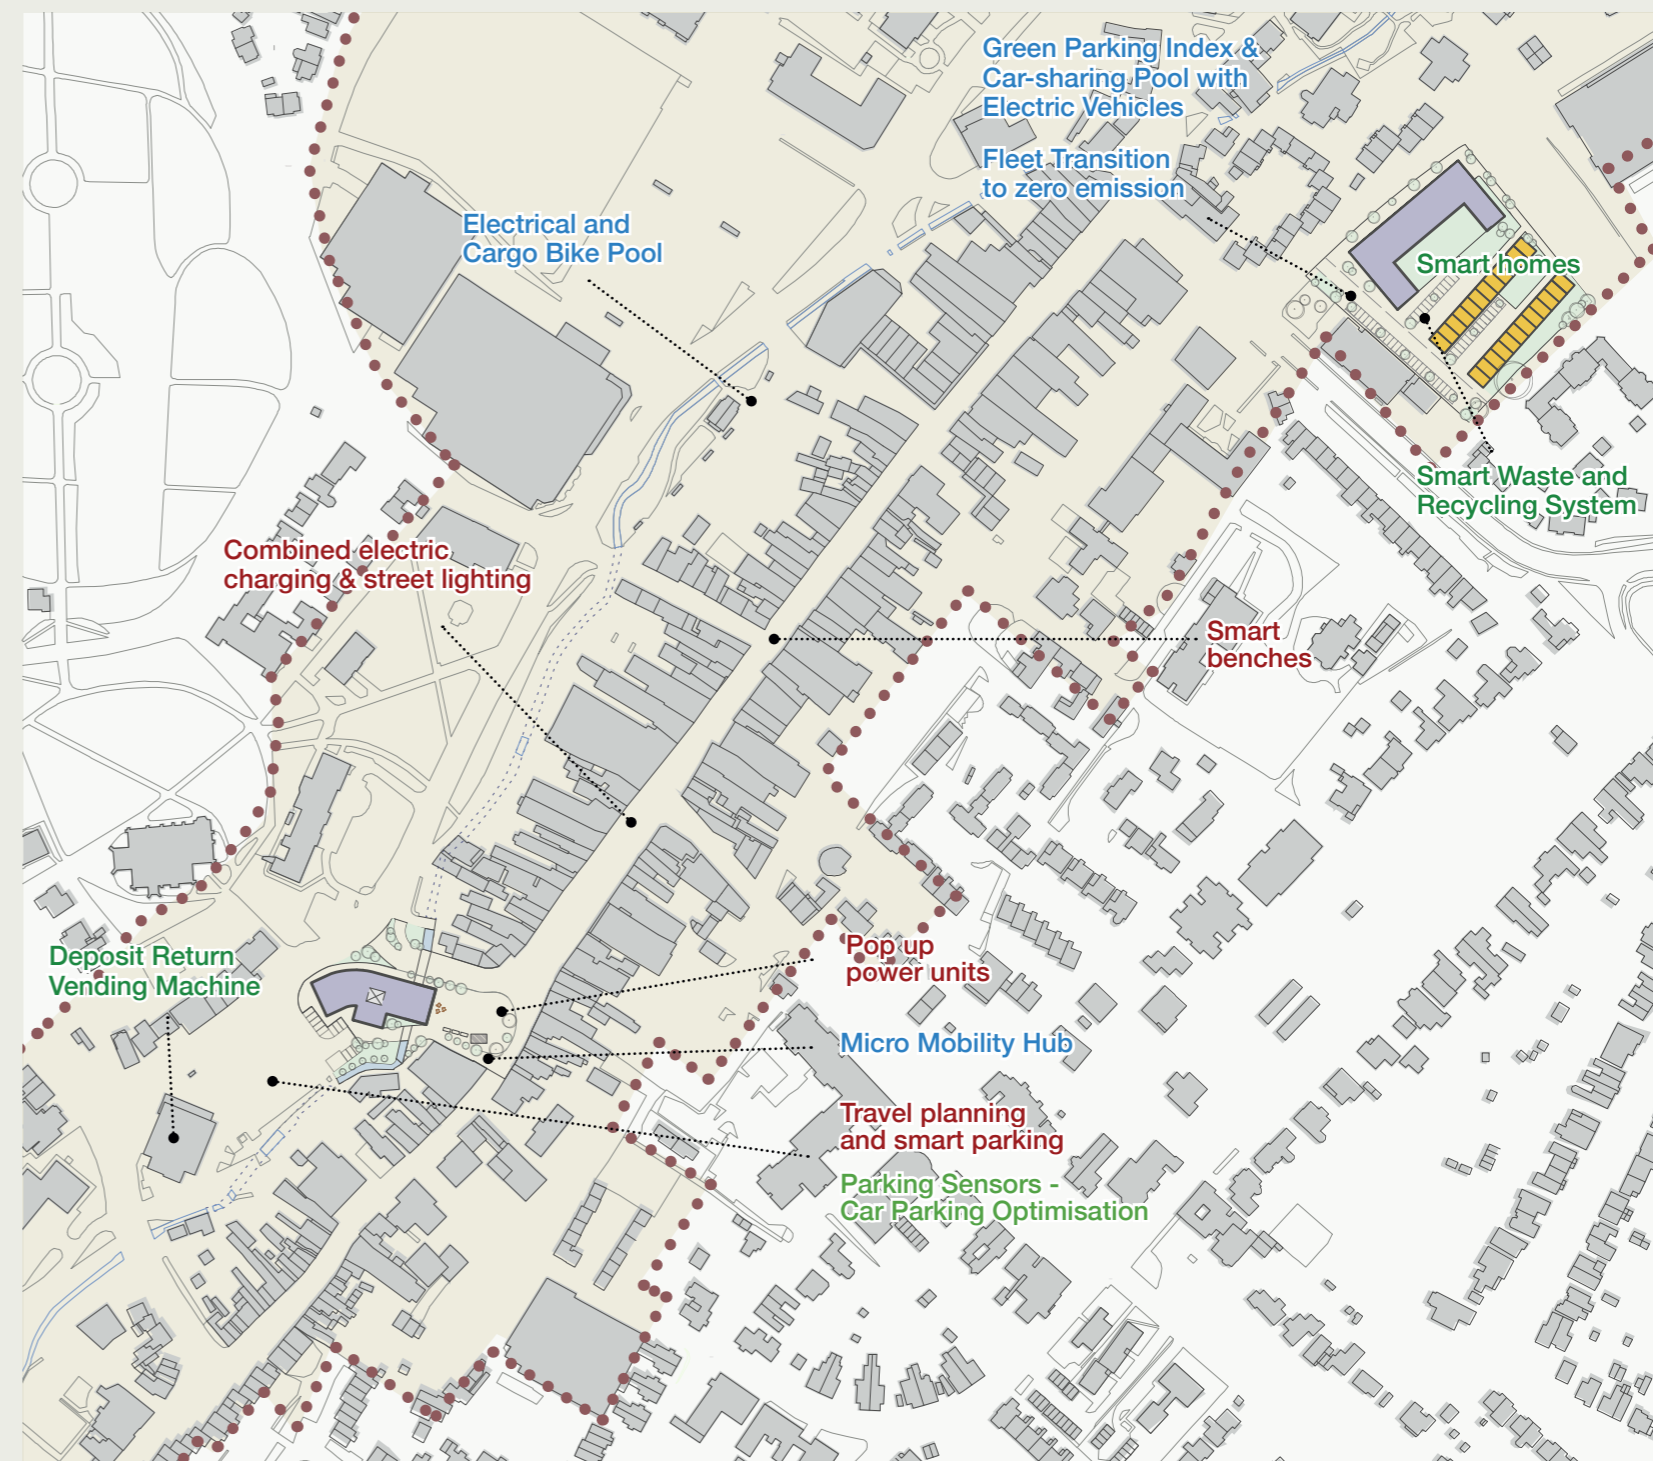 Green Parking Index &
Car-sharing Pool with
Electric Vehicles
Fleet Transition
to zero emission
Electrical and
Cargo Bike Pool
Smart homes
Smart Waste and
Recycling System
Combined electric
charging & street lighting
Smart
benches
Deposit Return
Vending Machine
Pop up
power units
Micro Mobility Hub
Travel planning
and smart parking
Parking Sensors -
Car Parking Optimisation